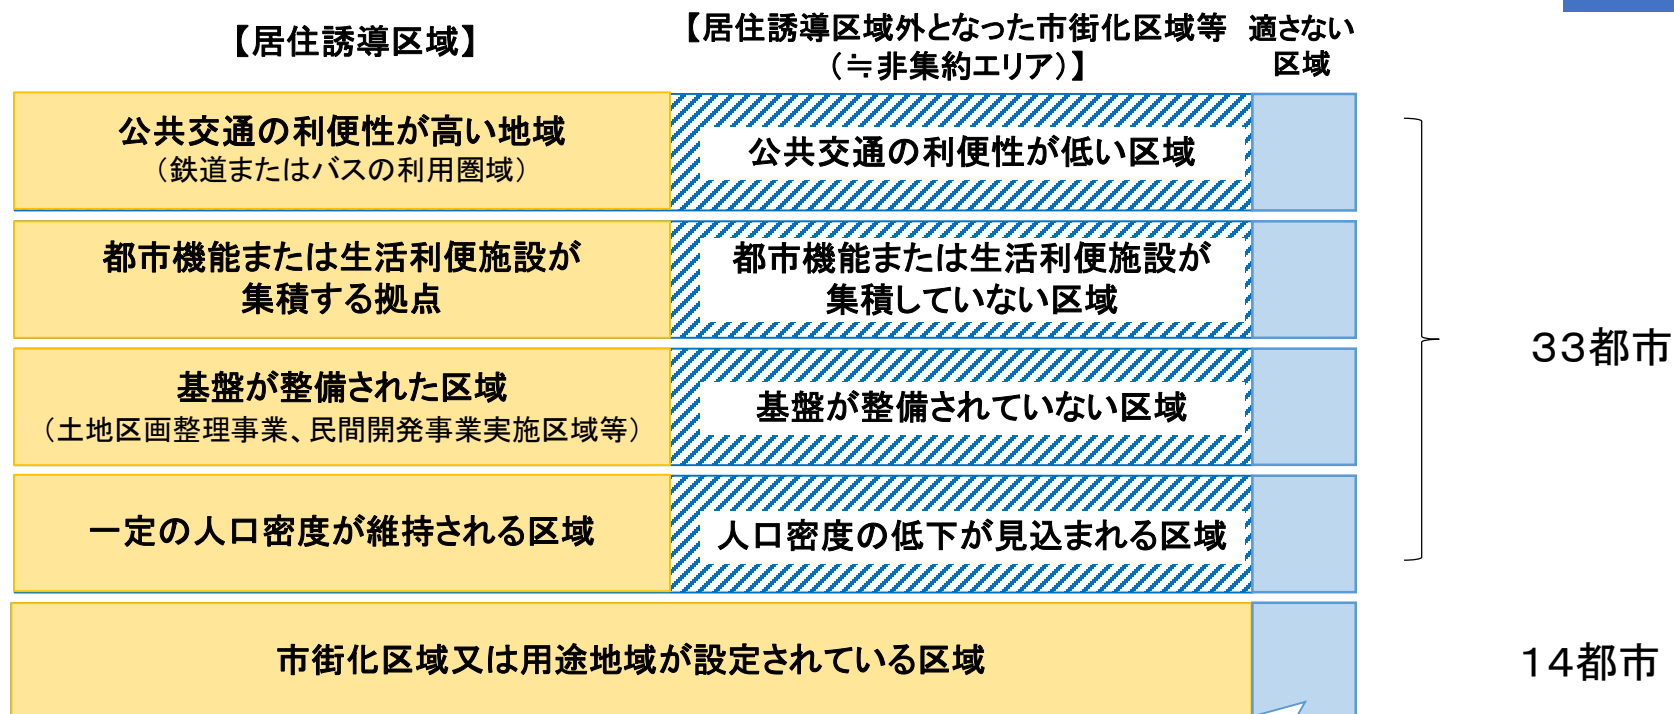 【居住誘導区域】
【居住誘導区域外となった市街化区域等
（≒非集約エリア）】
適さない
区域
公共交通の利便性が高い地域
（鉄道またはバスの利用圏域）
公共交通の利便性が低い区域
都市機能または生活利便施設が
集積する拠点
都市機能または生活利便施設が
集積していない区域
基盤が整備された区域
（土地区画整理事業、民間開発事業実施区域等）
基盤が整備されていない区域
一定の人口密度が維持される区域
人口密度の低下が見込まれる区域
33都市
市街化区域又は用途地域が設定されている区域
14都市